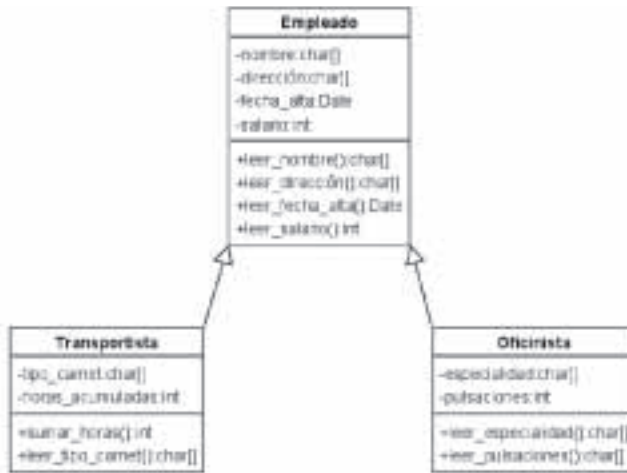 Empleado
-nombre:char[]
-dirección:char[]
-fecha_alta:Date
-salario:int
+leer_nombre():char[]
+leer_dirección():char[]
+leer_fecha_alta():Date
+leer_salario():int
Transportista
-tipo_carnet:char[]
-horas_acumuladas:int
+sumar_horas():int
+leer_tipo_carnet():char[]
Oficinista
-especialidad:char[]
-pulsaciones:int
+leer_especialidad():char[]
+leer_pulsaciones():char[]